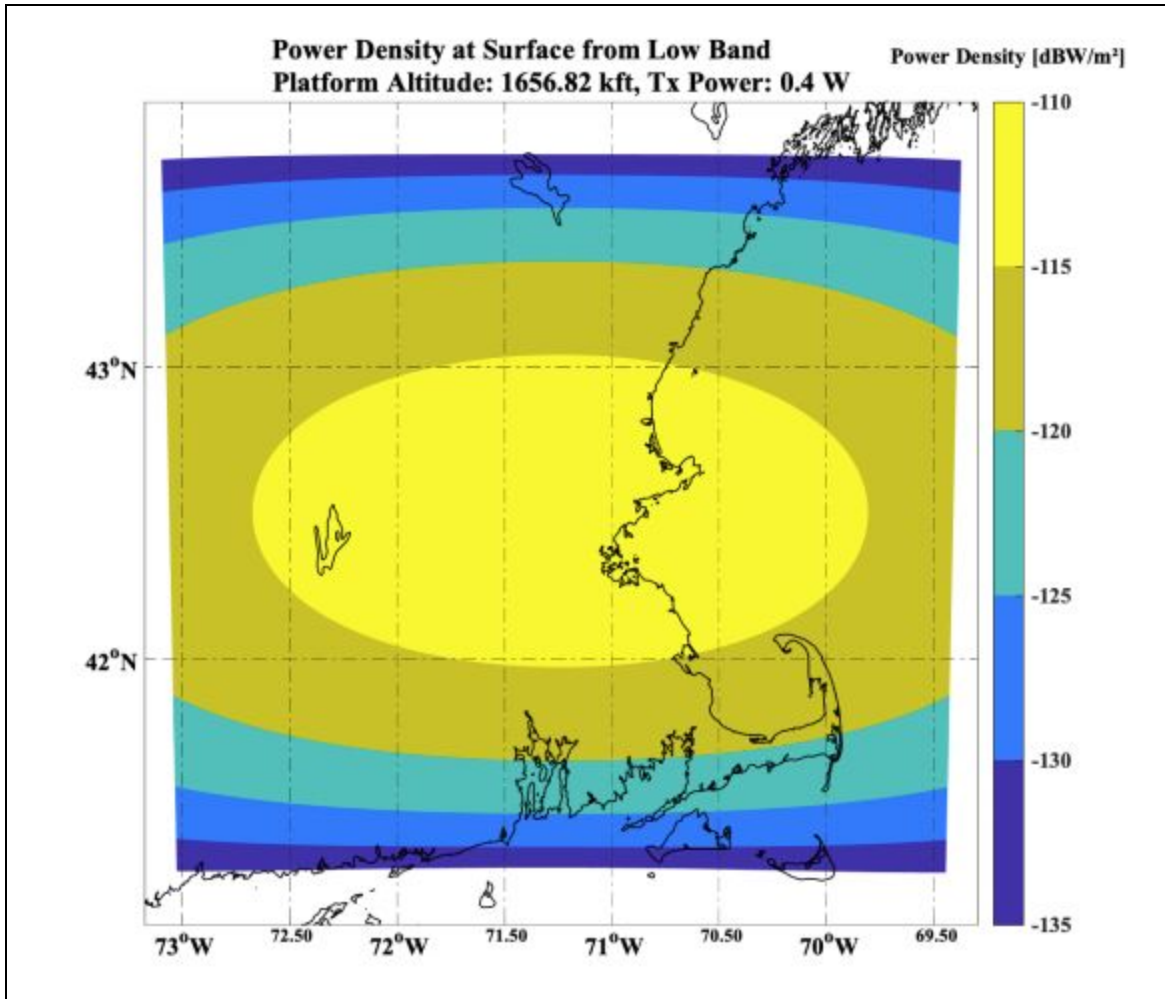 Power Density at Surface from Low Band
Platform Altitude: 1656.82 kft, Tx Power: 0.4 W
Power Density [dBW/m²]
-110
-115
-120
-125
-130
-135
43°N
42°N
73°W
72.50
72°W
71.50
71°W
70.50
70°W
69.50